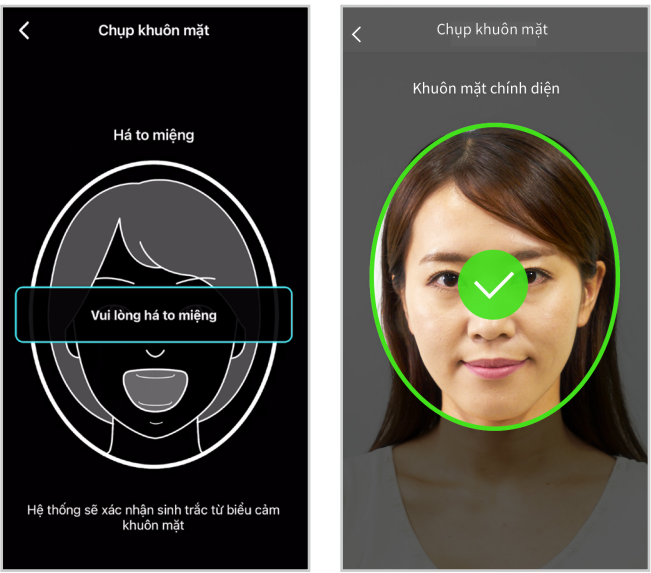 Chụp khuôn mặt
Há to miệng
Vui lòng há to miệng
Hệ thống sẽ xác nhận sinh trắc từ biểu cảm
khuôn mặt
Chụp khuôn mặt
Khuôn mặt chính diện